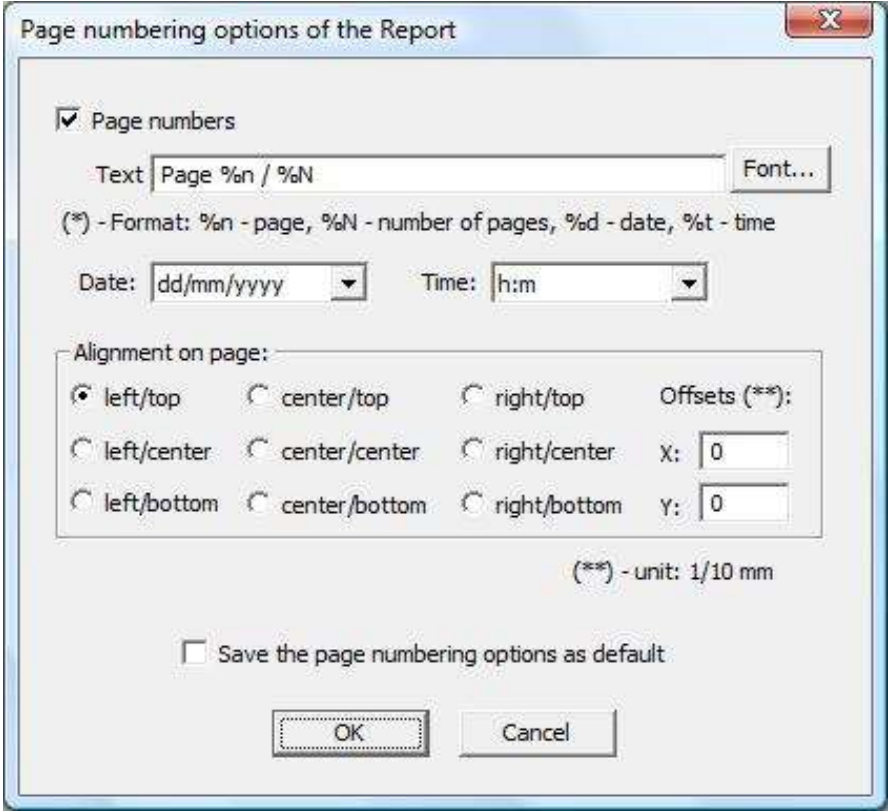 Page numbering options of the Report
Page numbers
Text Page %n / %N Font...
(*) - Format: %n - page, %N - number of pages, %d - date, %t - time
Date: dd/mm/yyyy Time: h:m
Alignment on page:
left/top center/top right/top Offsets (**):
left/center center/center right/center X: 0
left/bottom center/bottom right/bottom Y: 0
(**) - unit: 1/10 mm
Save the page numbering options as default
OK Cancel